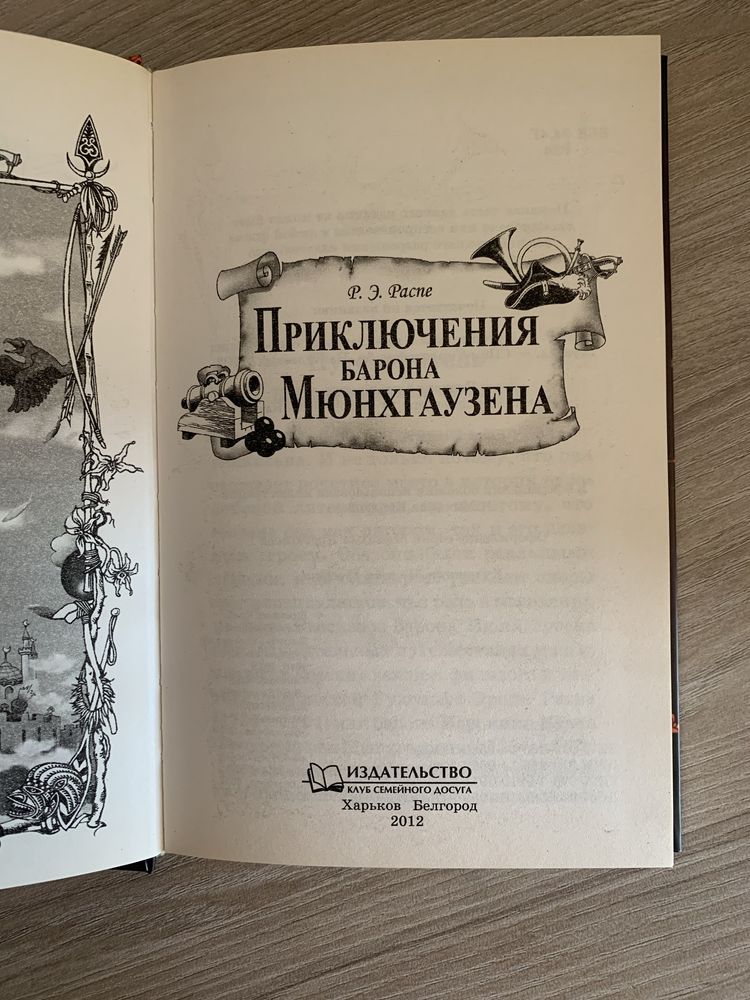 Р. Э. Распе
ПРИКЛЮЧЕНИЯ
БАРОНА
МЮНХГАУЗЕНА
ИЗДАТЕЛЬСТВО
КЛУБ СЕМЕЙНОГО ДОСУГА
Харьков Белгород
2012